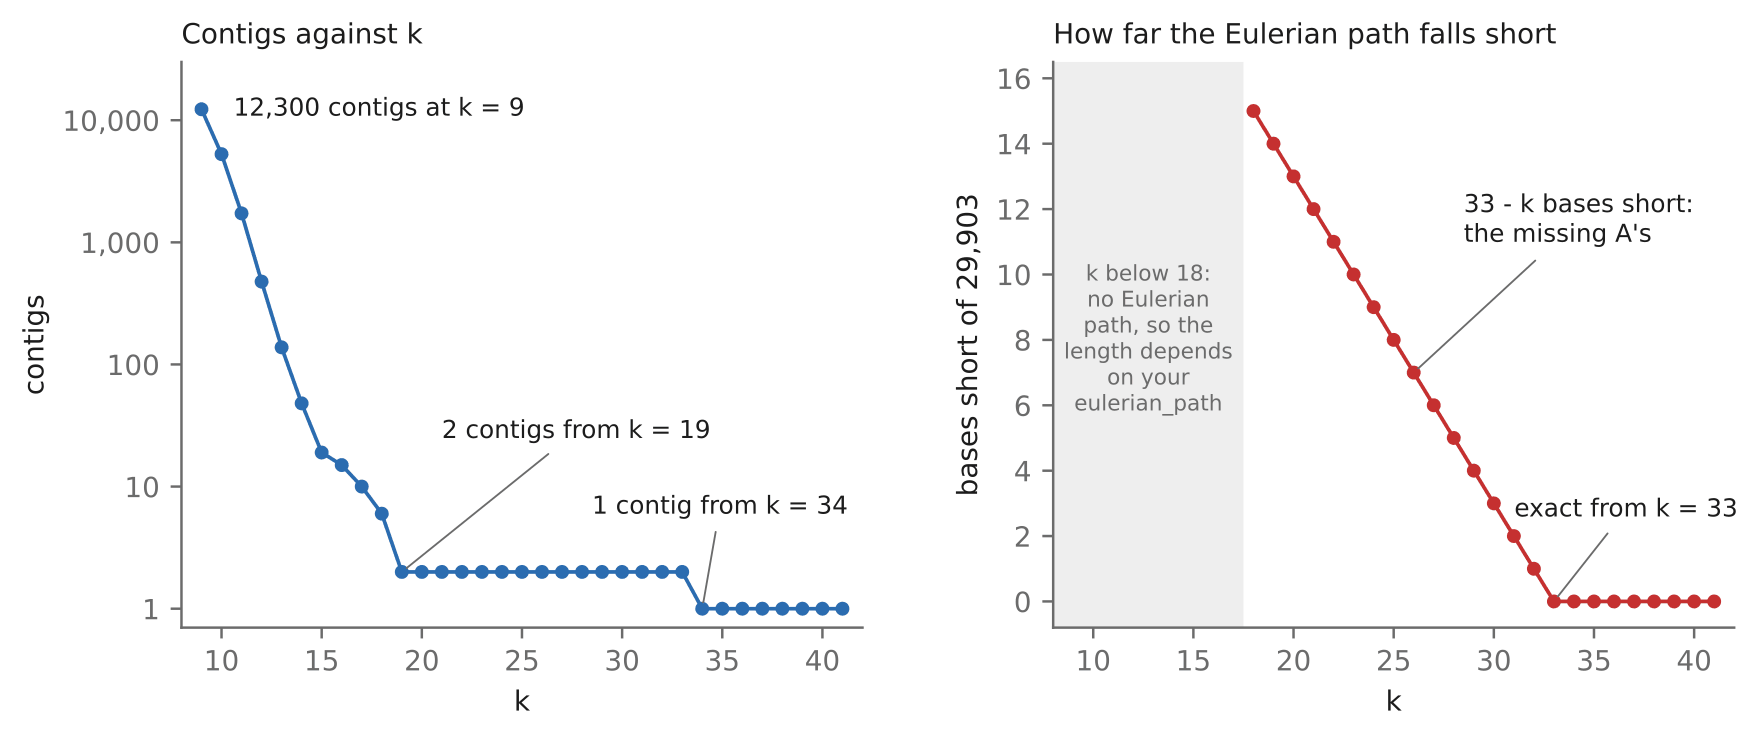 Contigs against k
10,000
1,000
100
10
1
contigs
12,300 contigs at k = 9
2 contigs from k = 19
1 contig from k = 34
10 15 20 25 30 35 40
k
How far the Eulerian path falls short
16
14
12
10
8
6
4
2
0
bases short of 29,903
k below 18:
no Eulerian
path, so the
length depends
on your
eulerian_path
33 - k bases short:
the missing A's
exact from k = 33
10 15 20 25 30 35 40
k